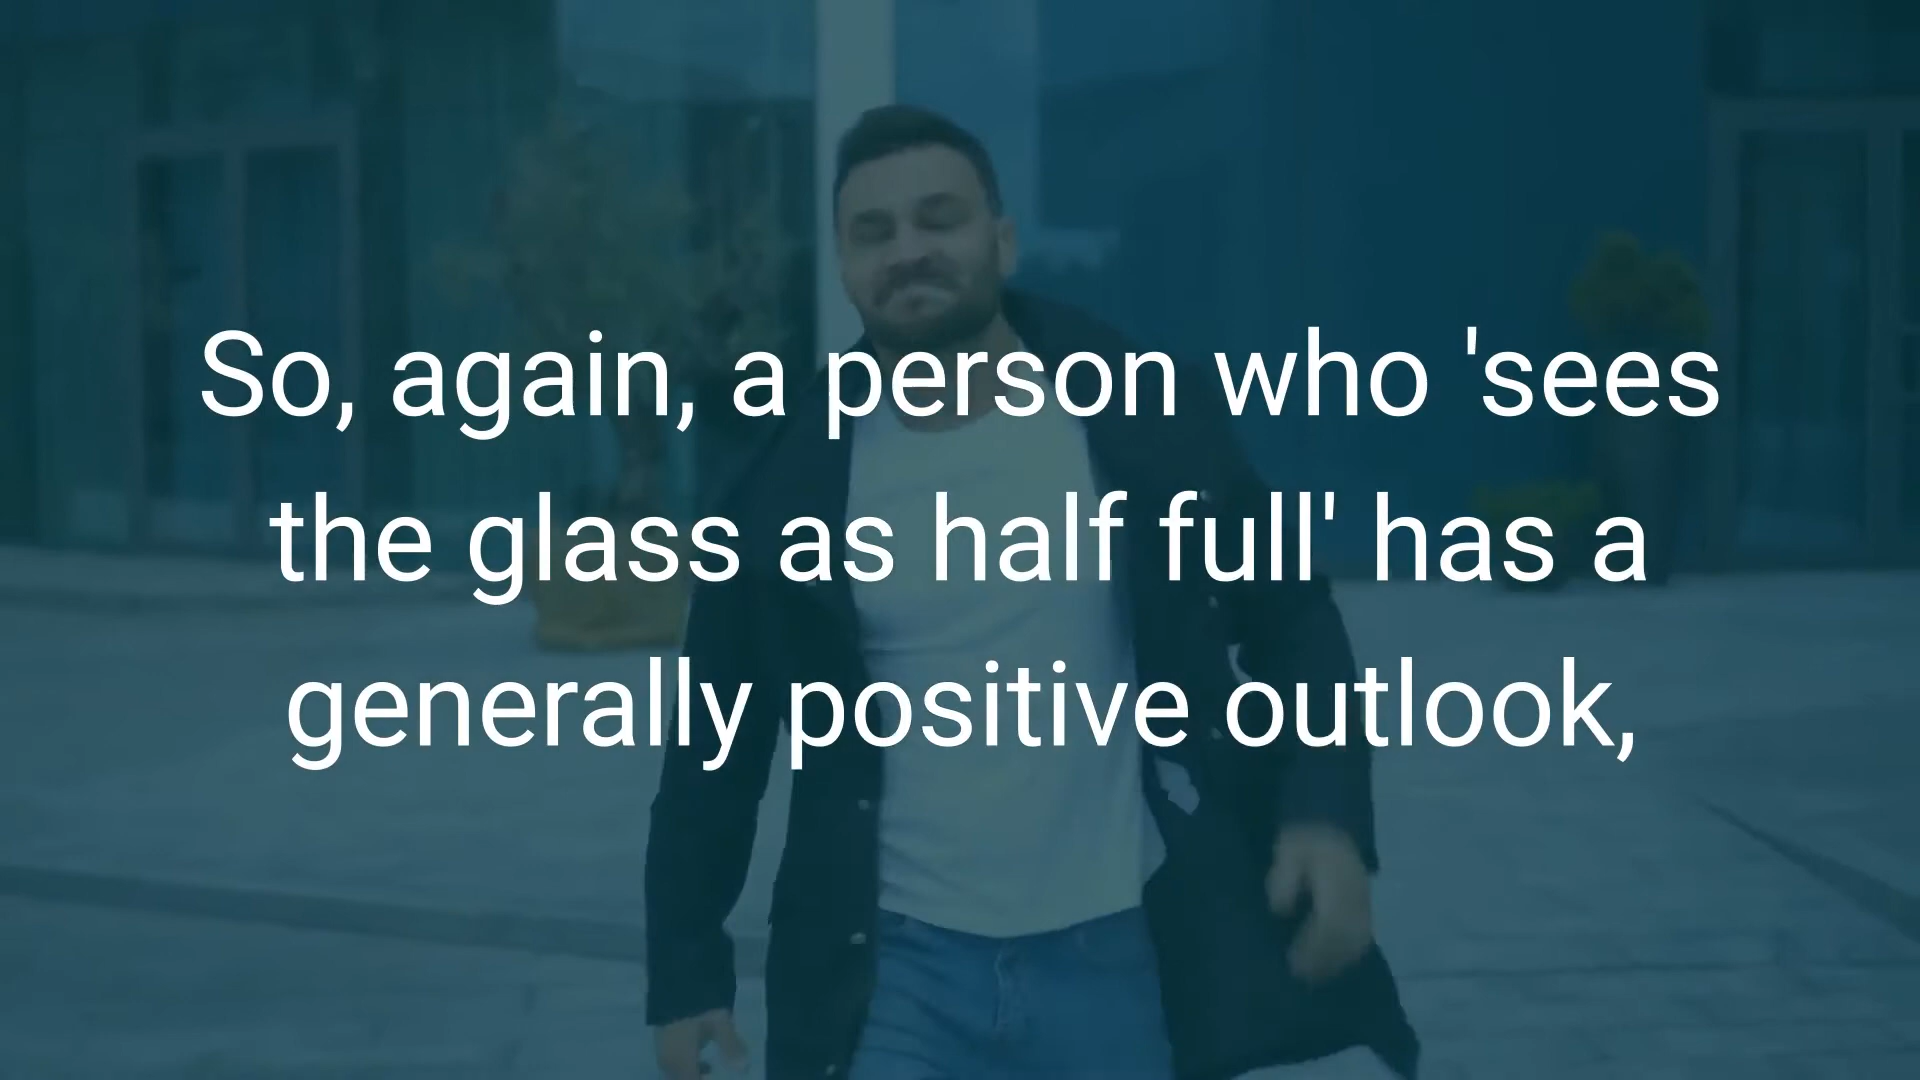 So, again, a person who 'sees
the glass as half full' has a
generally positive outlook,